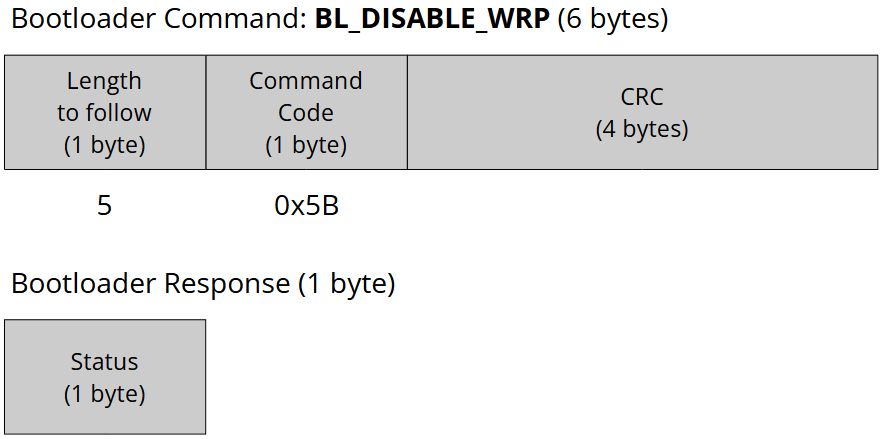 Bootloader Command: BL_DISABLE_WRP (6 bytes)
Length
to follow
(1 byte)
Command
Code
(1 byte)
CRC
(4 bytes)
5
0x5B
Bootloader Response (1 byte)
Status
(1 byte)